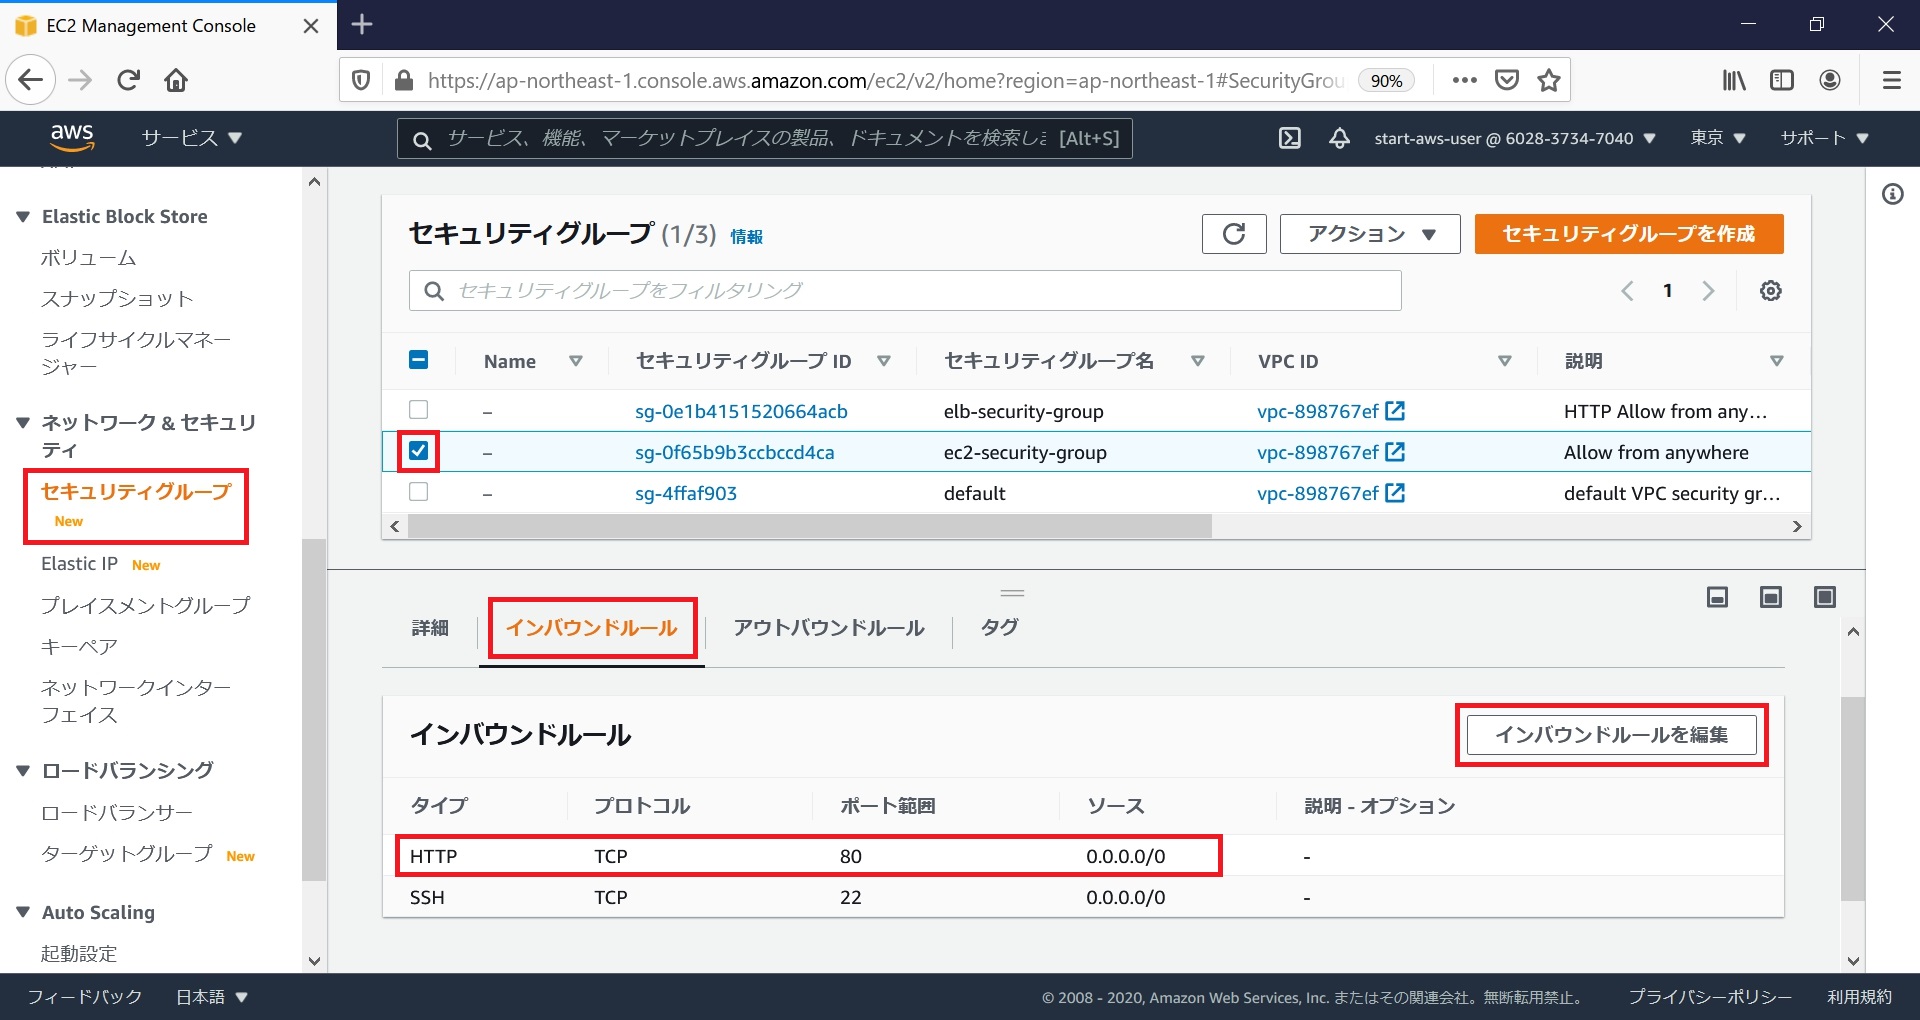 EC2 Management Console
https://ap-northeast-1.console.aws.amazon.com/ec2/v2/home?region=ap-northeast-1#SecurityGrou
90%
aws
サービス
サービス、機能、マーケットプレイスの製品、ドキュメントを検索しま [Alt+S]
start-aws-user @ 6028-3734-7040
東京
サポート
Elastic Block Store
ボリューム
スナップショット
ライフサイクルマネー
ジャー
ネットワーク & セキュリ
ティ
セキュリティグループ
New
Elastic IP New
プレイスメントグループ
キーペア
ネットワークインター
フェイス
ロードバランシング
ロードバランサー
ターゲットグループ New
Auto Scaling
起動設定
セキュリティグループ (1/3) 情報
アクション
セキュリティグループを作成
セキュリティグループをフィルタリング
1
Name セキュリティグループ ID セキュリティグループ名 VPC ID 説明
– sg-0e1b4151520664acb elb-security-group vpc-898767ef HTTP Allow from any…
– sg-0f65b9b3ccbccd4ca ec2-security-group vpc-898767ef Allow from anywhere
– sg-4ffaf903 default vpc-898767ef default VPC security gr…
詳細 インバウンドルール アウトバウンドルール タグ
インバウンドルール
インバウンドルールを編集
タイプ プロトコル ポート範囲 ソース 説明 - オプション
HTTP TCP 80 0.0.0.0/0 -
SSH TCP 22 0.0.0.0/0 -
フィードバック 日本語
© 2008 - 2020, Amazon Web Services, Inc. またはその関連会社。無断転用禁止。 プライバシーポリシー 利用規約